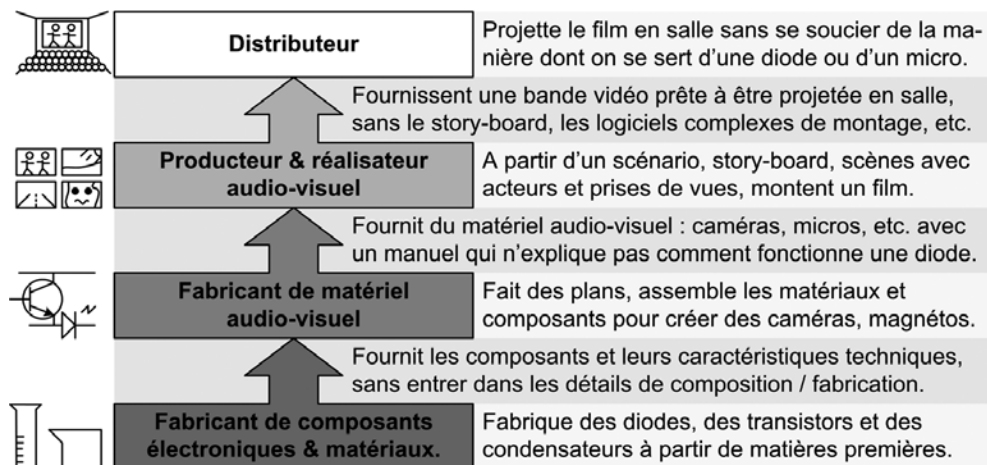 Distributeur
Projette le film en salle sans se soucier de la ma-
nière dont on se sert d'une diode ou d'un micro.
Fournissent une bande vidéo prête à être projetée en salle,
sans le story-board, les logiciels complexes de montage, etc.
Producteur & réalisateur
audio-visuel
A partir d'un scénario, story-board, scènes avec
acteurs et prises de vues, montent un film.
Fournit du matériel audio-visuel : caméras, micros, etc. avec
un manuel qui n'explique pas comment fonctionne une diode.
Fabricant de matériel
audio-visuel
Fait des plans, assemble les matériaux et
composants pour créer des caméras, magnétos.
Fournit les composants et leurs caractéristiques techniques,
sans entrer dans les détails de composition / fabrication.
Fabricant de composants
électroniques & matériaux.
Fabrique des diodes, des transistors et des
condensateurs à partir de matières premières.